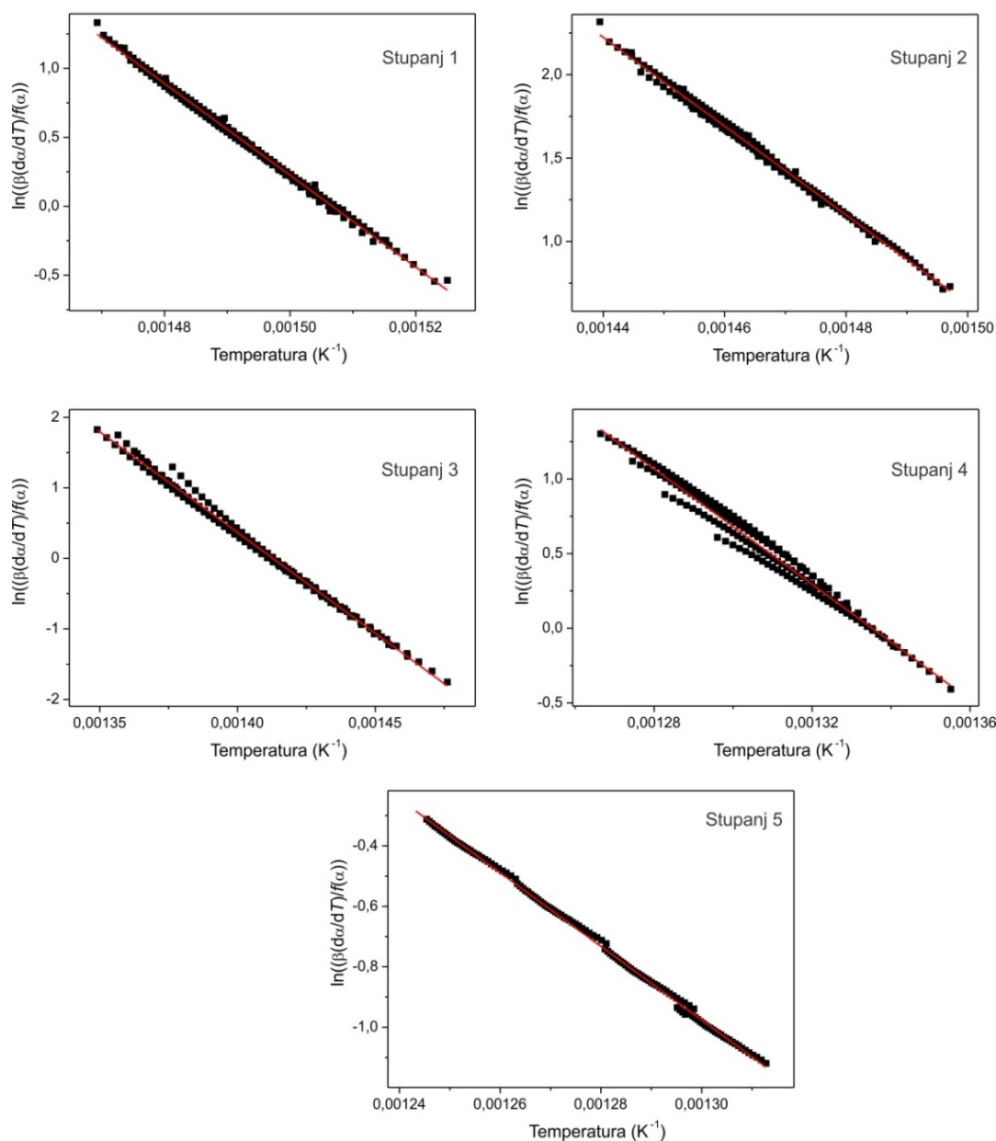 Stupanj 1
ln((β(dα/dT)/f(α))
1,0
0,5
0,0
-0,5
0,00148
0,00150
0,00152
Temperatura (K⁻¹)
Stupanj 2
ln((β(dα/dT)/f(α))
2,0
1,5
1,0
0,00144
0,00146
0,00148
0,00150
Temperatura (K⁻¹)
Stupanj 3
ln((β(dα/dT)/f(α))
2
1
0
-1
-2
0,00135
0,00140
0,00145
Temperatura (K⁻¹)
Stupanj 4
ln((β(dα/dT)/f(α))
1,0
0,5
0,0
-0,5
0,00128
0,00132
0,00136
Temperatura (K⁻¹)
Stupanj 5
ln((β(dα/dT)/f(α))
-0,4
-0,6
-0,8
-1,0
0,00124
0,00126
0,00128
0,00130
Temperatura (K⁻¹)